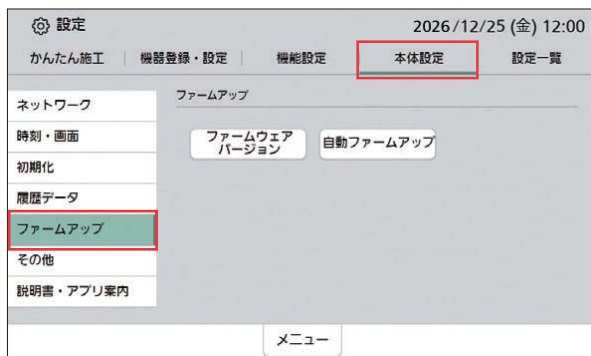 設定
2026/12/25 (金) 12:00
かんたん施工
機器登録・設定
機能設定
本体設定
設定一覧
ネットワーク
時刻・画面
初期化
履歴データ
ファームアップ
その他
説明書・アプリ案内
ファームアップ
ファームウェア
バージョン
自動ファームアップ
メニュー